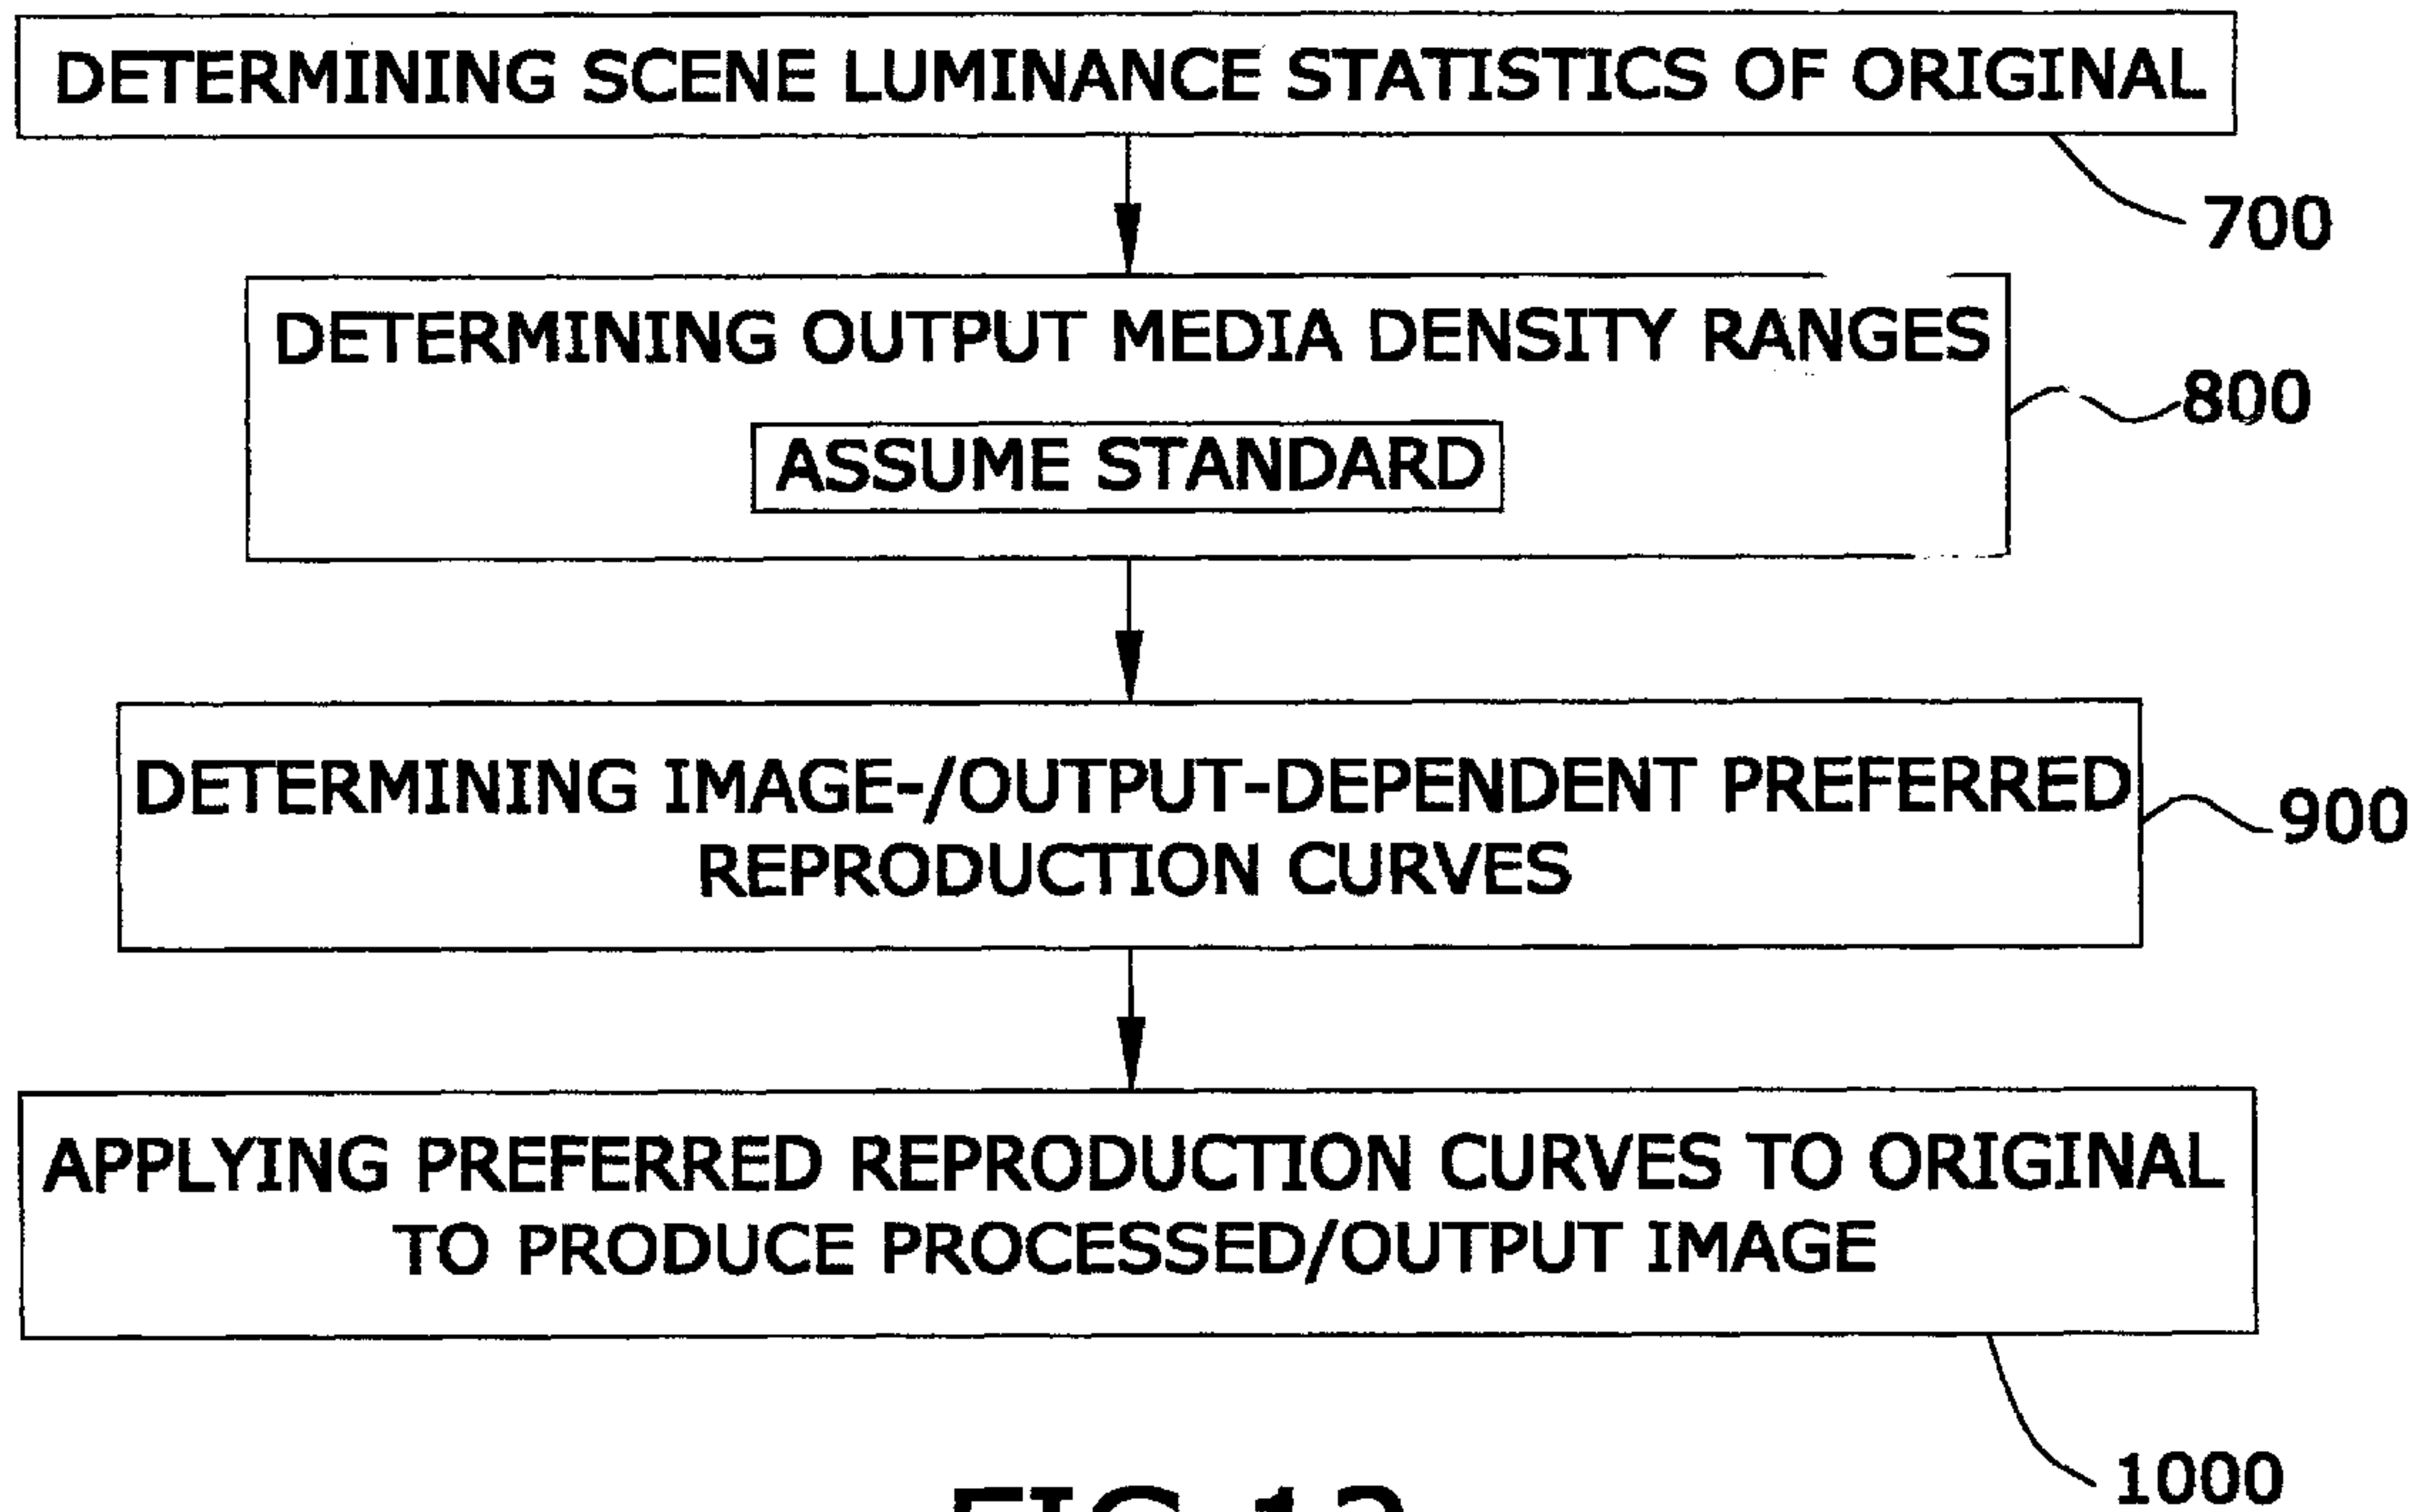 DETERMINING SCENE LUMINANCE STATISTICS OF ORIGINAL
700
DETERMINING OUTPUT MEDIA DENSITY RANGES
800
ASSUME STANDARD
DETERMINING IMAGE-/OUTPUT-DEPENDENT PREFERRED
REPRODUCTION CURVES
900
APPLYING PREFERRED REPRODUCTION CURVES TO ORIGINAL
TO PRODUCE PROCESSED/OUTPUT IMAGE
1000